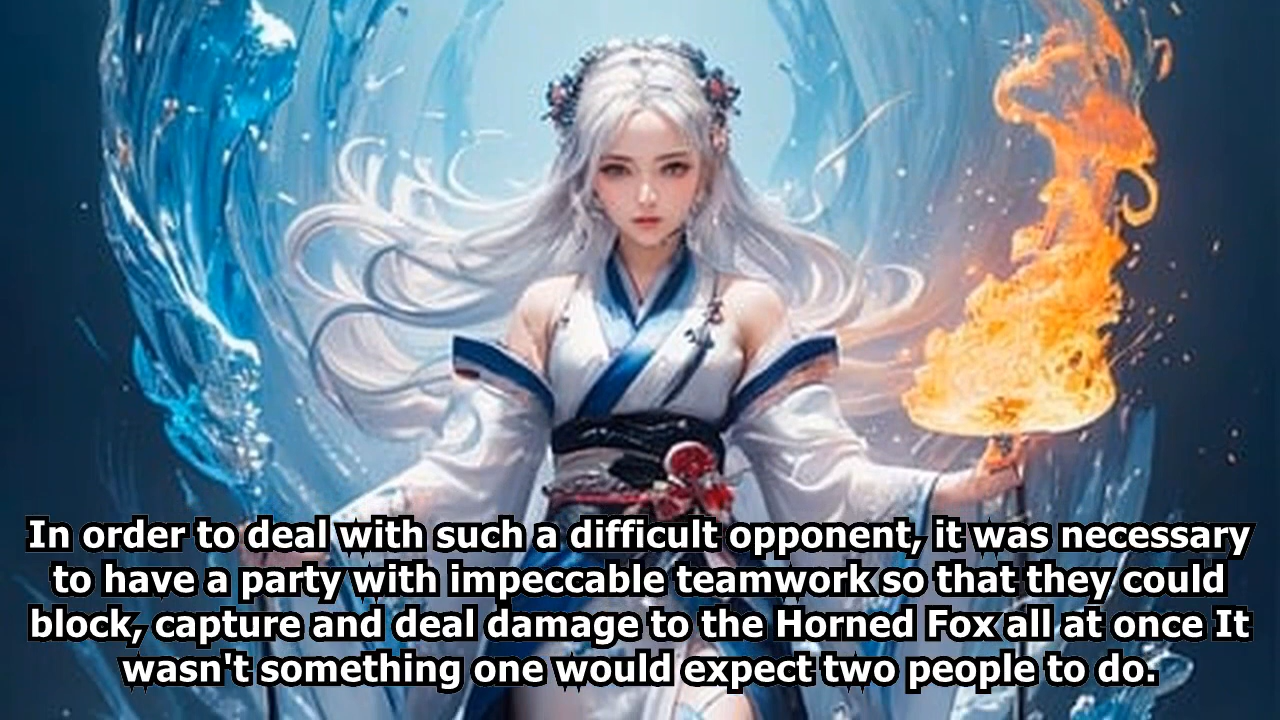 In order to deal with such a difficult opponent, it was necessary
to have a party with impeccable teamwork so that they could
block, capture and deal damage to the Horned Fox all at once It
wasn't something one would expect two people to do.